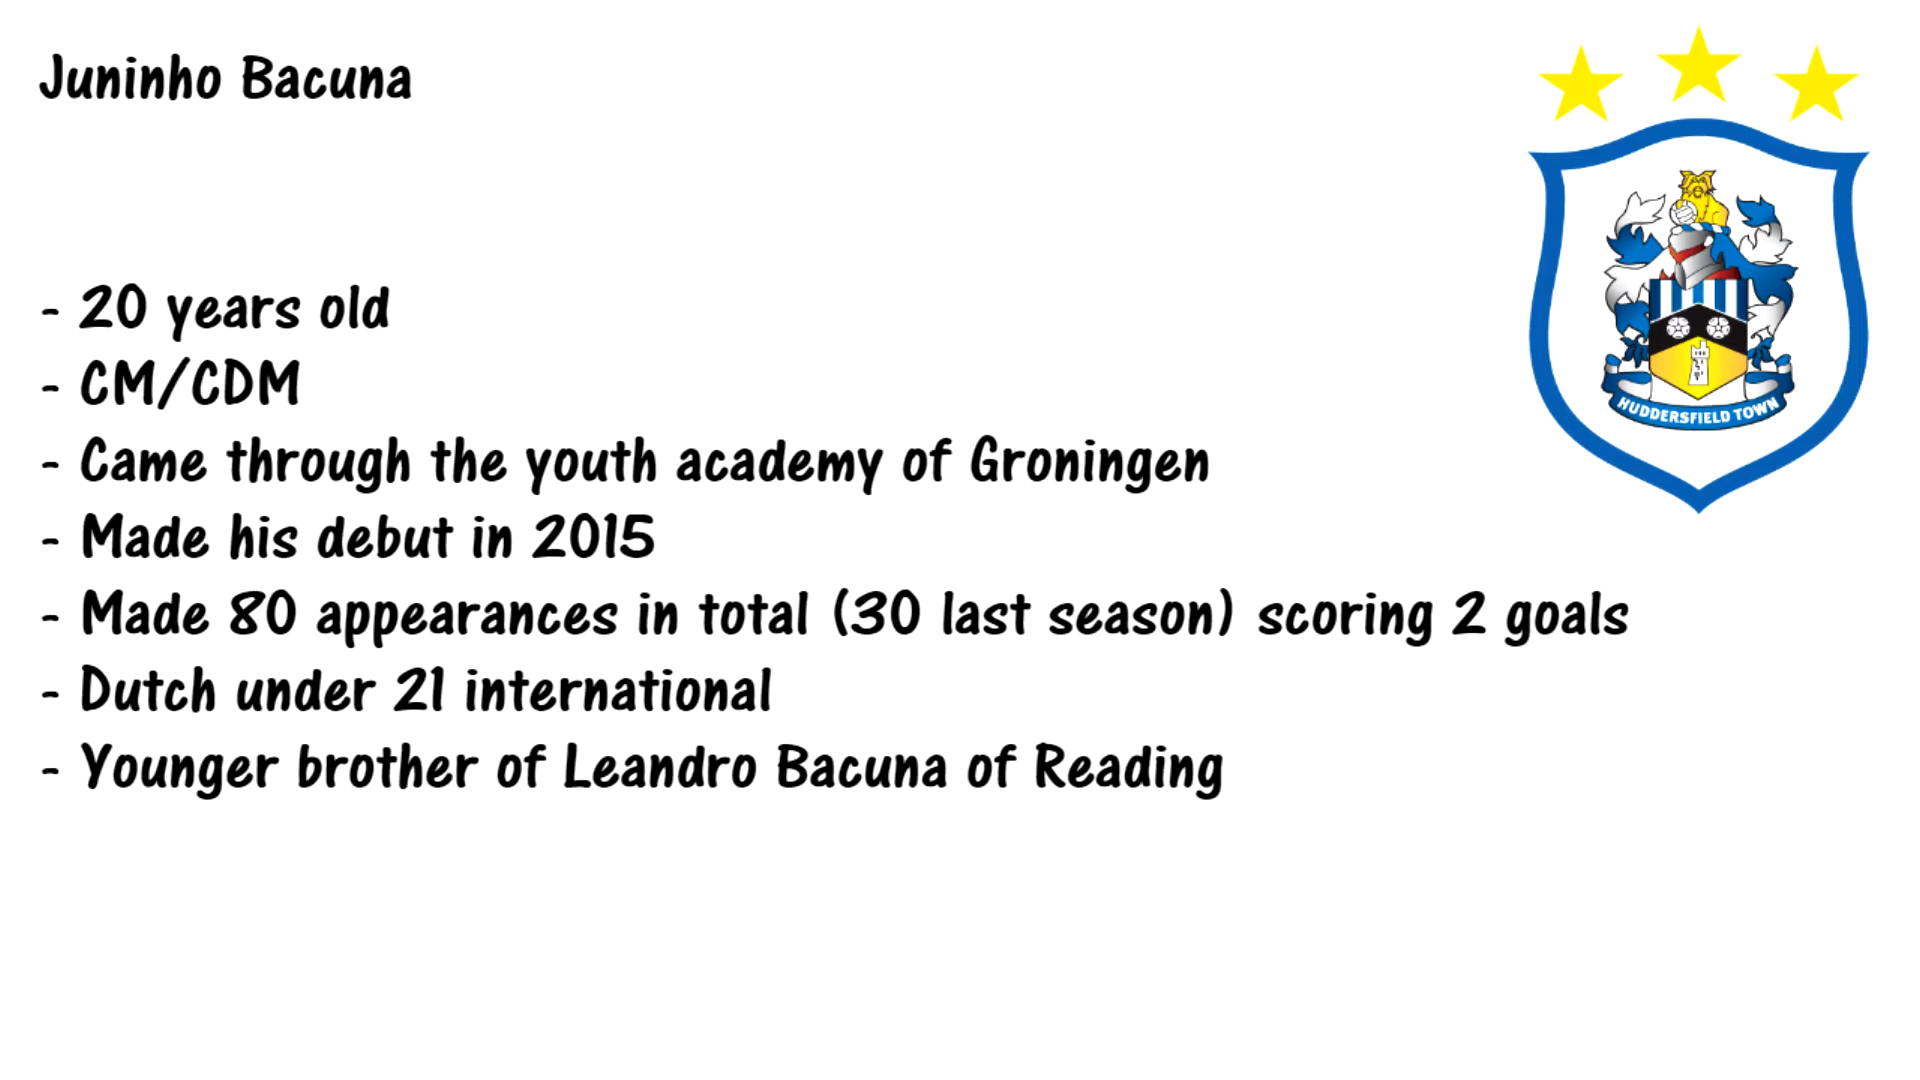 Juninho Bacuna
- 20 years old
- CM/CDM
- Came through the youth academy of Groningen
- Made his debut in 2015
- Made 80 appearances in total (30 last season) scoring 2 goals
- Dutch under 21 international
- Younger brother of Leandro Bacuna of Reading
HUDDERSFIELD TOWN